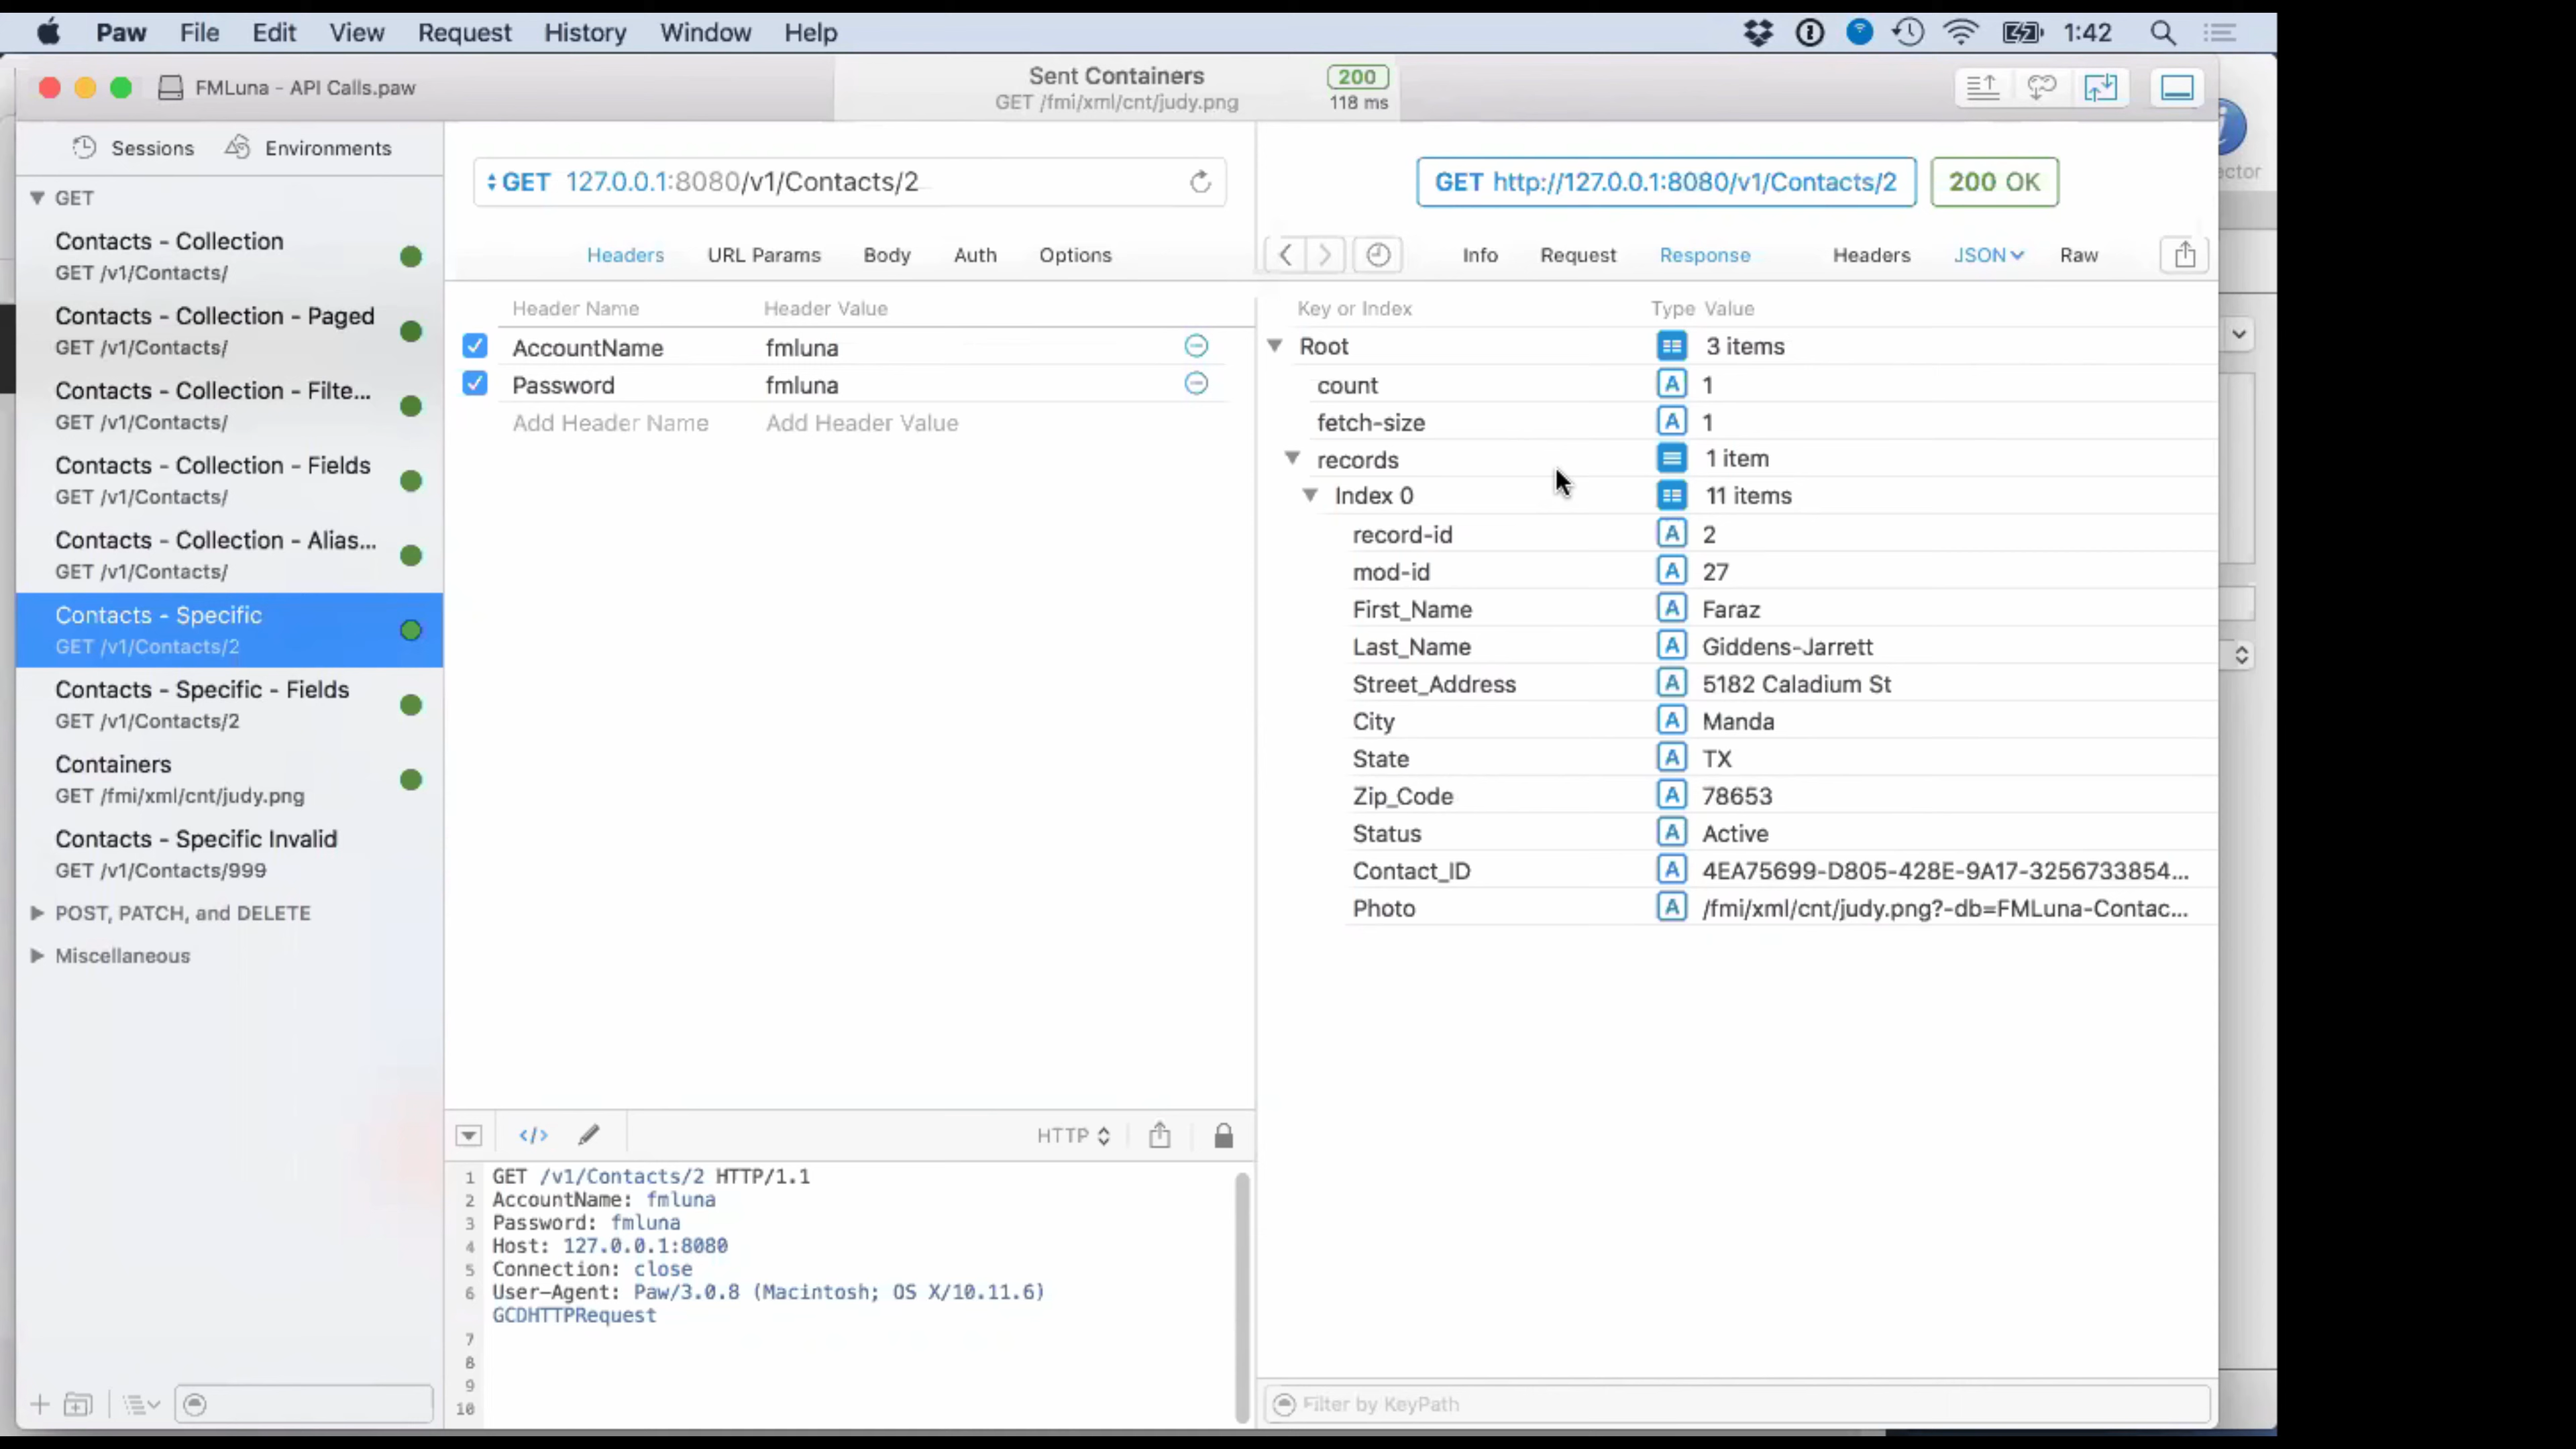 Paw File Edit View Request History Window Help 1:42
FMLuna - API Calls.paw
Sent Containers
GET /fmi/xml/cnt/judy.png
200
118 ms
Sessions Environments
GET
Contacts - Collection
GET /v1/Contacts/
Contacts - Collection - Paged
GET /v1/Contacts/
Contacts - Collection - Filte...
GET /v1/Contacts/
Contacts - Collection - Fields
GET /v1/Contacts/
Contacts - Collection - Alias...
GET /v1/Contacts/
Contacts - Specific
GET /v1/Contacts/2
Contacts - Specific - Fields
GET /v1/Contacts/2
Containers
GET /fmi/xml/cnt/judy.png
Contacts - Specific Invalid
GET /v1/Contacts/999
POST, PATCH, and DELETE
Miscellaneous
GET 127.0.0.1:8080/v1/Contacts/2
Headers URL Params Body Auth Options
Header Name Header Value
AccountName fmluna
Password fmluna
Add Header Name Add Header Value
HTTP
1 GET /v1/Contacts/2 HTTP/1.1
2 AccountName: fmluna
3 Password: fmluna
4 Host: 127.0.0.1:8080
5 Connection: close
6 User-Agent: Paw/3.0.8 (Macintosh; OS X/10.11.6)
GCDHTTPRequest
7
8
9
10
GET http://127.0.0.1:8080/v1/Contacts/2 200 OK
Info Request Response Headers JSON Raw
Key or Index Type Value
Root 3 items
count A 1
fetch-size A 1
records 1 item
Index 0 11 items
record-id A 2
mod-id A 27
First_Name A Faraz
Last_Name A Giddens-Jarrett
Street_Address A 5182 Caladium St
City A Manda
State A TX
Zip_Code A 78653
Status A Active
Contact_ID A 4EA75699-D805-428E-9A17-3256733854...
Photo A /fmi/xml/cnt/judy.png?-db=FMLuna-Contac...
Filter by KeyPath
ector